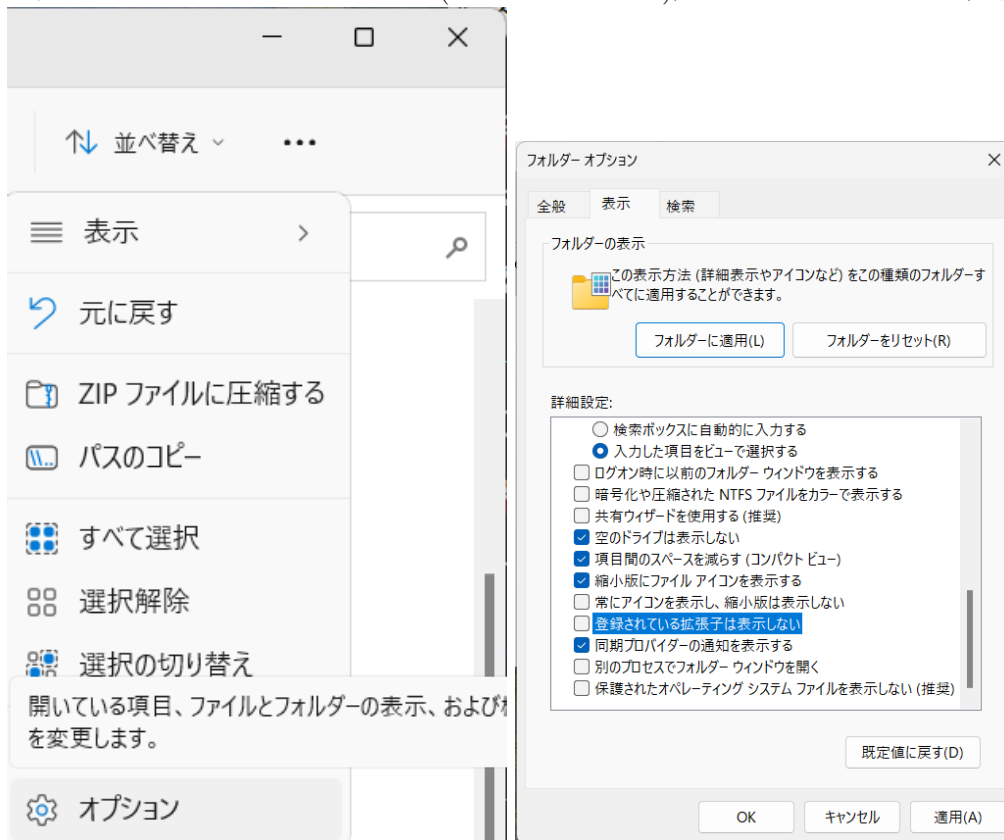 並べ替え
表示
元に戻す
ZIP ファイルに圧縮する
パスのコピー
すべて選択
選択解除
選択の切り替え
開いている項目、ファイルとフォルダーの表示、および
を変更します。
オプション
フォルダー オプション
全般
表示
検索
フォルダーの表示
この表示方法 (詳細表示やアイコンなど) をこの種類のフォルダーす
べてに適用することができます。
フォルダーに適用(L)
フォルダーをリセット(R)
詳細設定:
検索ボックスに自動的に入力する
入力した項目をビューで選択する
ログオン時に以前のフォルダー ウィンドウを表示する
暗号化や圧縮された NTFS ファイルをカラーで表示する
共有ウィザードを使用する (推奨)
空のドライブは表示しない
項目間のスペースを減らす (コンパクト ビュー)
縮小版にファイル アイコンを表示する
常にアイコンを表示し、縮小版は表示しない
登録されている拡張子は表示しない
同期プロバイダーの通知を表示する
別のプロセスでフォルダー ウィンドウを開く
保護されたオペレーティング システム ファイルを表示しない (推奨)
既定値に戻す(D)
OK
キャンセル
適用(A)